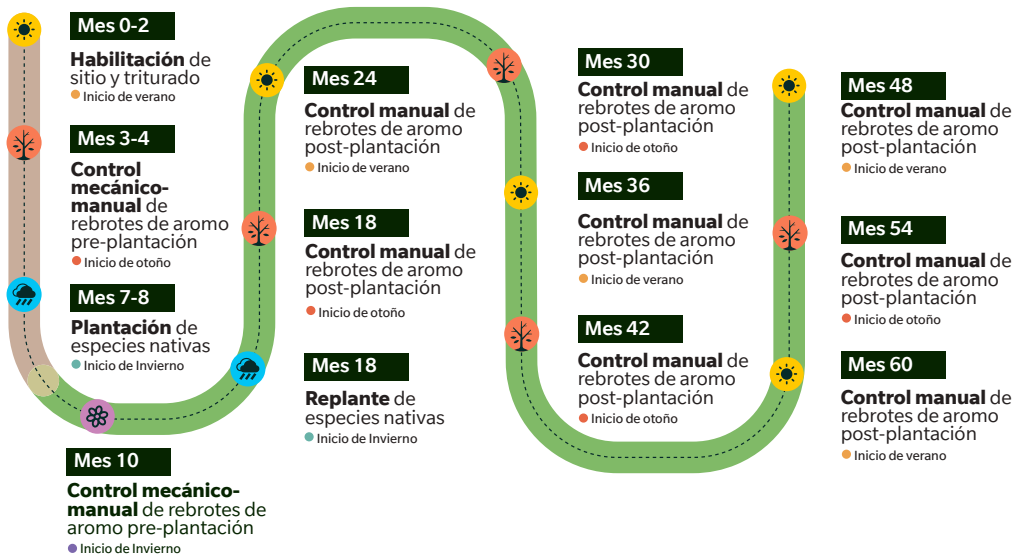 Mes 0-2
Habilitación de
sitio y triturado
Inicio de verano
Mes 3-4
Control
mecánico-
manual de
rebrotes de aromo
pre-plantación
Inicio de otoño
Mes 7-8
Plantación de
especies nativas
Inicio de Invierno
Mes 10
Control mecánico-
manual de rebrotes de
aromo pre-plantación
Inicio de Invierno
Mes 24
Control manual de
rebrotes de aromo
post-plantación
Inicio de verano
Mes 18
Control manual de
rebrotes de aromo
post-plantación
Inicio de otoño
Mes 18
Replante de
especies nativas
Inicio de Invierno
Mes 30
Control manual de
rebrotes de aromo
post-plantación
Inicio de otoño
Mes 36
Control manual de
rebrotes de aromo
post-plantación
Inicio de verano
Mes 42
Control manual de
rebrotes de aromo
post-plantación
Inicio de otoño
Mes 48
Control manual de
rebrotes de aromo
post-plantación
Inicio de verano
Mes 54
Control manual de
rebrotes de aromo
post-plantación
Inicio de otoño
Mes 60
Control manual de
rebrotes de aromo
post-plantación
Inicio de verano